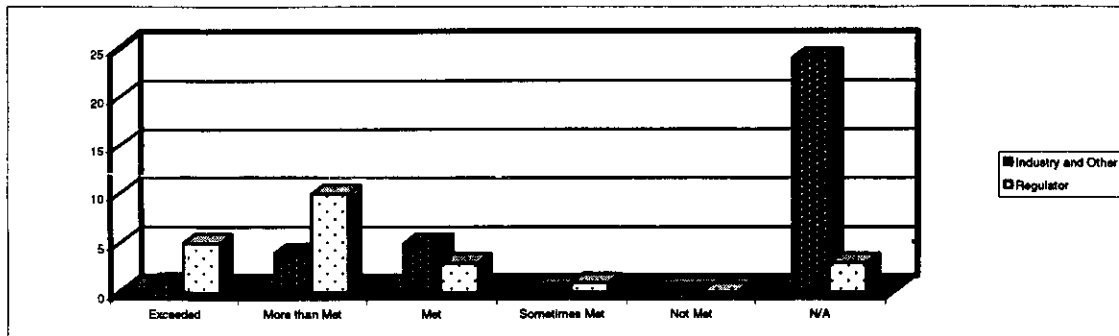 25
20
15
10
5
0
Exceeded More than Met Met Sometimes Met Not Met N/A
Industry and Other
Regulator